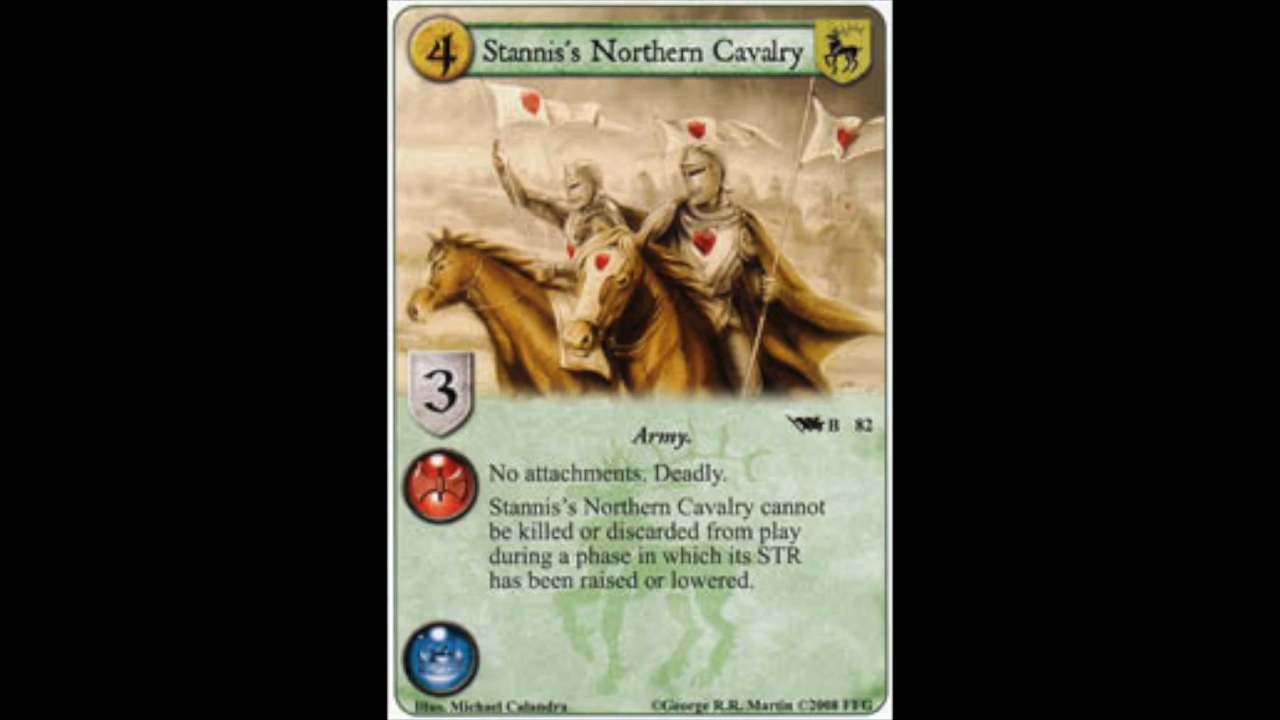 4 Stannis's Northern Cavalry
3
B 82
Army.
No attachments. Deadly.
Stannis's Northern Cavalry cannot
be killed or discarded from play
during a phase in which its STR
has been raised or lowered.
Illus. Michael Calandra ©George R.R. Martin ©2008 FFG